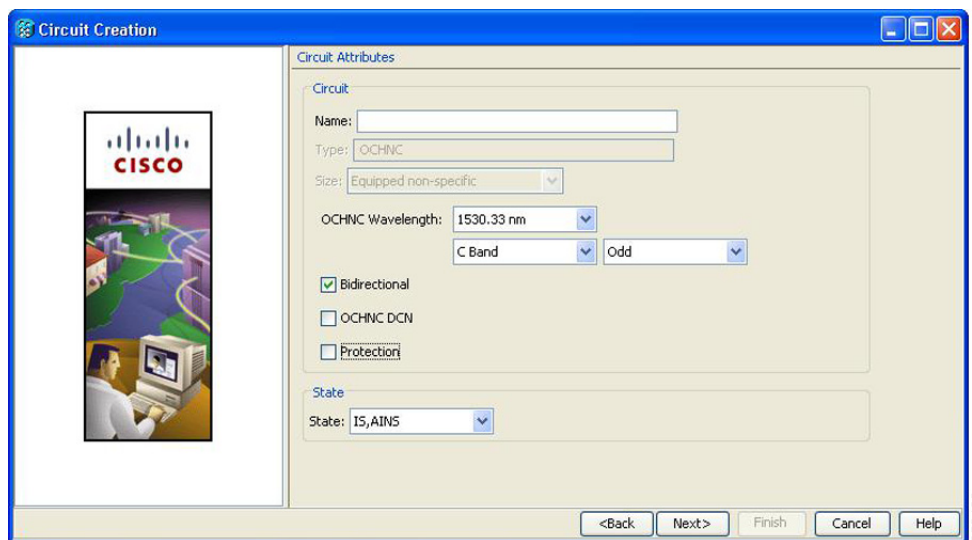 Circuit Creation
Circuit Attributes
CISCO
Circuit
Name:
Type: OCHNC
Size: Equipped non-specific
OCHNC Wavelength: 1530.33 nm
C Band Odd
Bidirectional
OCHNC DCN
Protection
State
State: IS,AINS
<Back Next> Finish Cancel Help